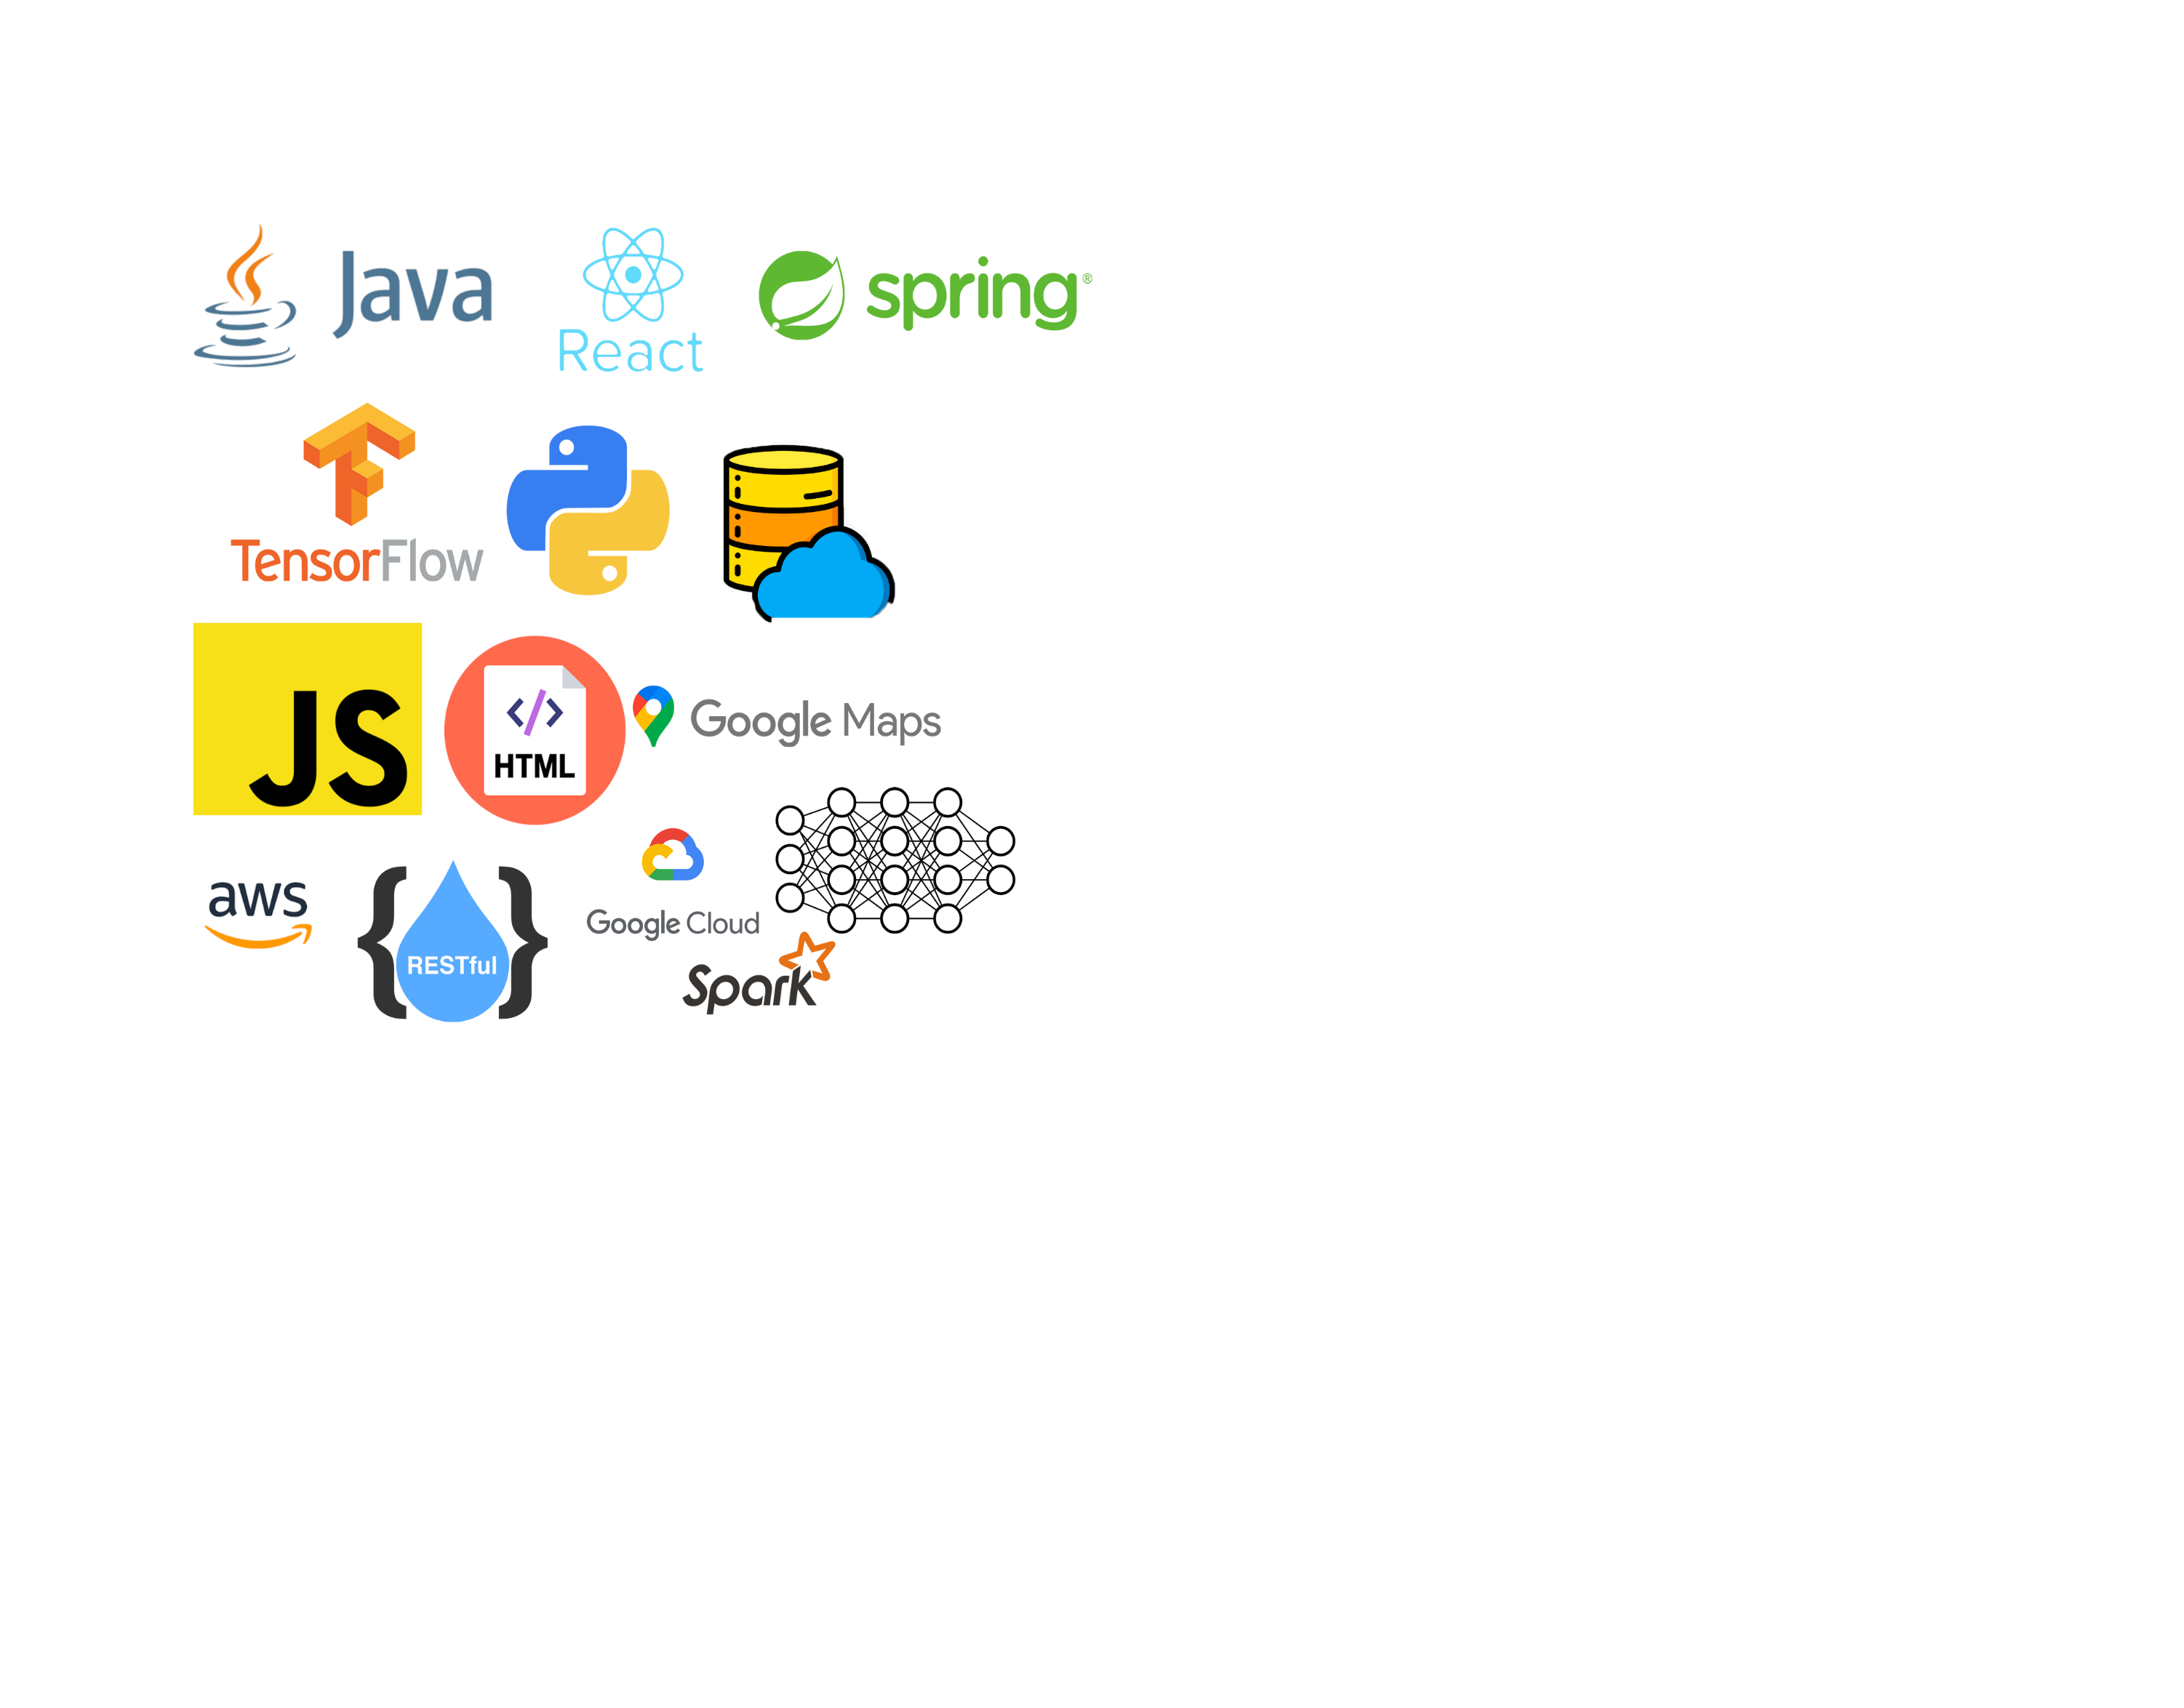 Java
React
spring®
TensorFlow
JS
HTML
Google Maps
aws
{RESTful}
Google Cloud
Spark